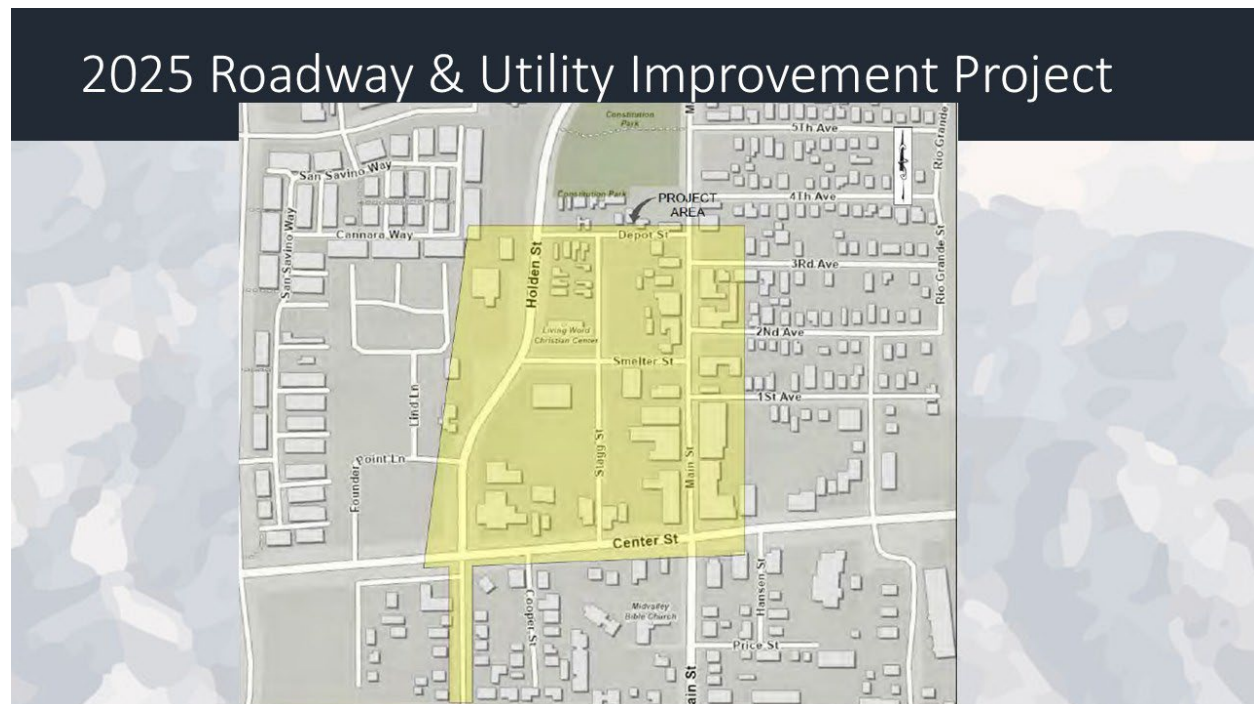 2025 Roadway & Utility Improvement Project
Constitution
Park
5Th Ave
Rio Grande
San Savino Way
Constitution Park
PROJECT
AREA
4Th Ave
Cannara Way
Depot St
San Savino Way
Holden St
3Rd Ave
Rio Grande St
Living Word
Christian Center
2Nd Ave
Smelter St
Lind Ln
1St Ave
Stagg St
Main St
Point Ln
Founder
Center St
Cooper St
Hansen St
Midvalley
Bible Church
Price St
ain St